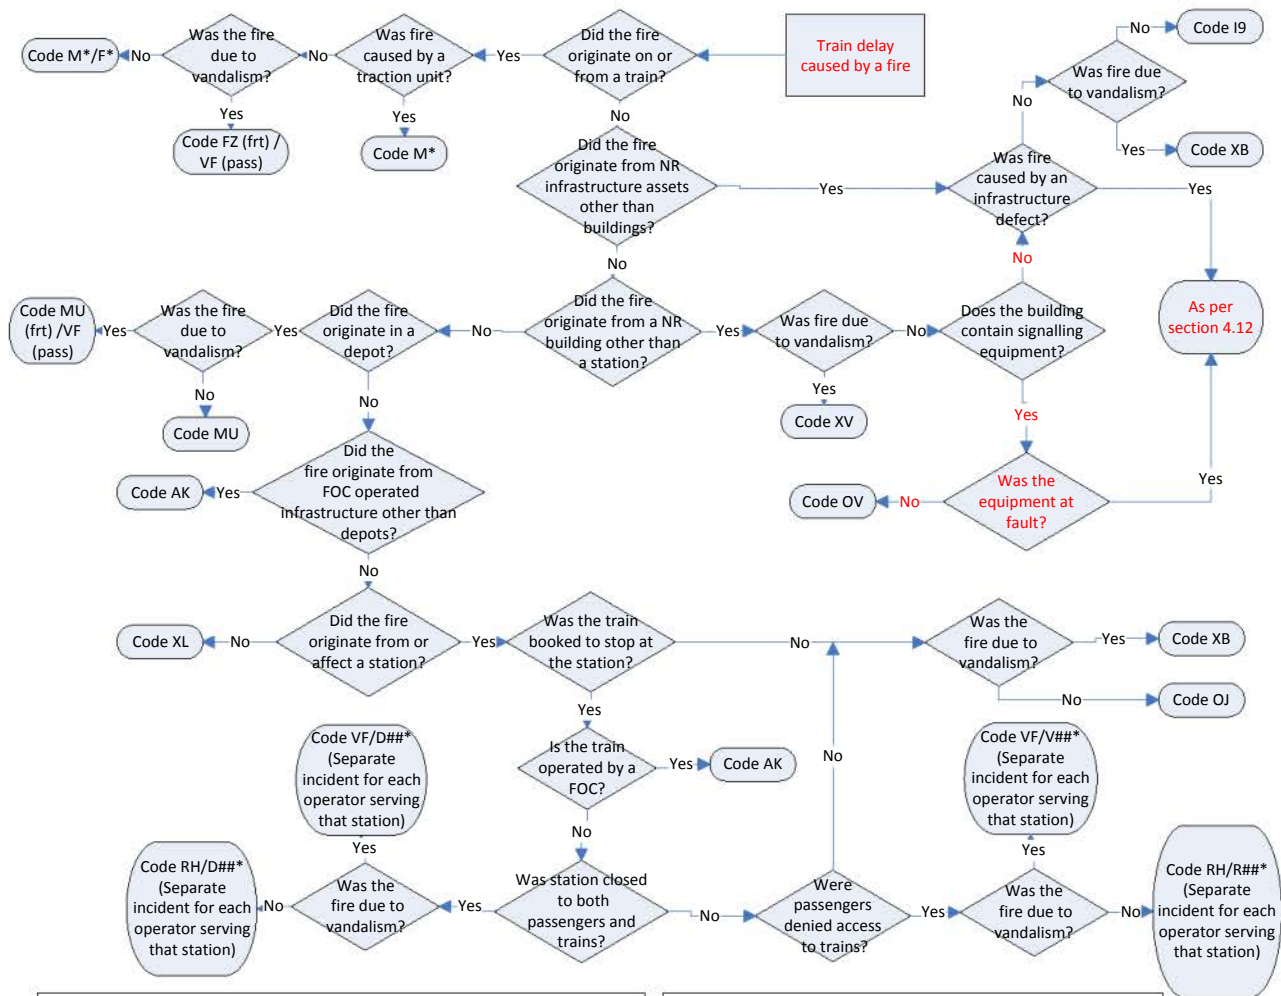 Train delay
caused by a fire
Did the fire
originate on or
from a train?
Yes
No
Was fire
caused by a
traction unit?
No
Yes
Code M*
Was the fire
due to
vandalism?
No
Code M*/F*
Yes
Code FZ (frt) /
VF (pass)
Did the fire
originate from NR
infrastructure assets
other than
buildings?
Yes
No
Was fire
caused by an
infrastructure
defect?
No
Yes
Was fire due
to vandalism?
No
Code I9
Yes
Code XB
As per
section 4.12
Did the fire
originate from a NR
building other than
a station?
Yes
No
Was fire due
to vandalism?
No
Yes
Code XV
Does the building
contain signalling
equipment?
No
Yes
Was the
equipment at
fault?
No
Code OV
Yes
Did the fire
originate in a
depot?
Yes
No
Was the fire
due to
vandalism?
Yes
Code MU
(frt) /VF
(pass)
No
Code MU
Did the
fire originate from
FOC operated
infrastructure other than
depots?
Yes
Code AK
No
Did the fire
originate from or
affect a station?
No
Code XL
Yes
Was the train
booked to stop at
the station?
No
Yes
Was the
fire due to
vandalism?
Yes
Code XB
No
Code OJ
Is the train
operated by a
FOC?
Yes
Code AK
No
Was station closed
to both
passengers and
trains?
Yes
No
Was the
fire due to
vandalism?
Yes
Code VF/D##*
(Separate
incident for each
operator serving
that station)
No
Code RH/D##*
(Separate
incident for each
operator serving
that station)
Were
passengers
denied access
to trains?
No
Yes
Was the
fire due to
vandalism?
Yes
Code VF/V##*
(Separate
incident for each
operator serving
that station)
No
Code RH/R##*
(Separate
incident for each
operator serving
that station)